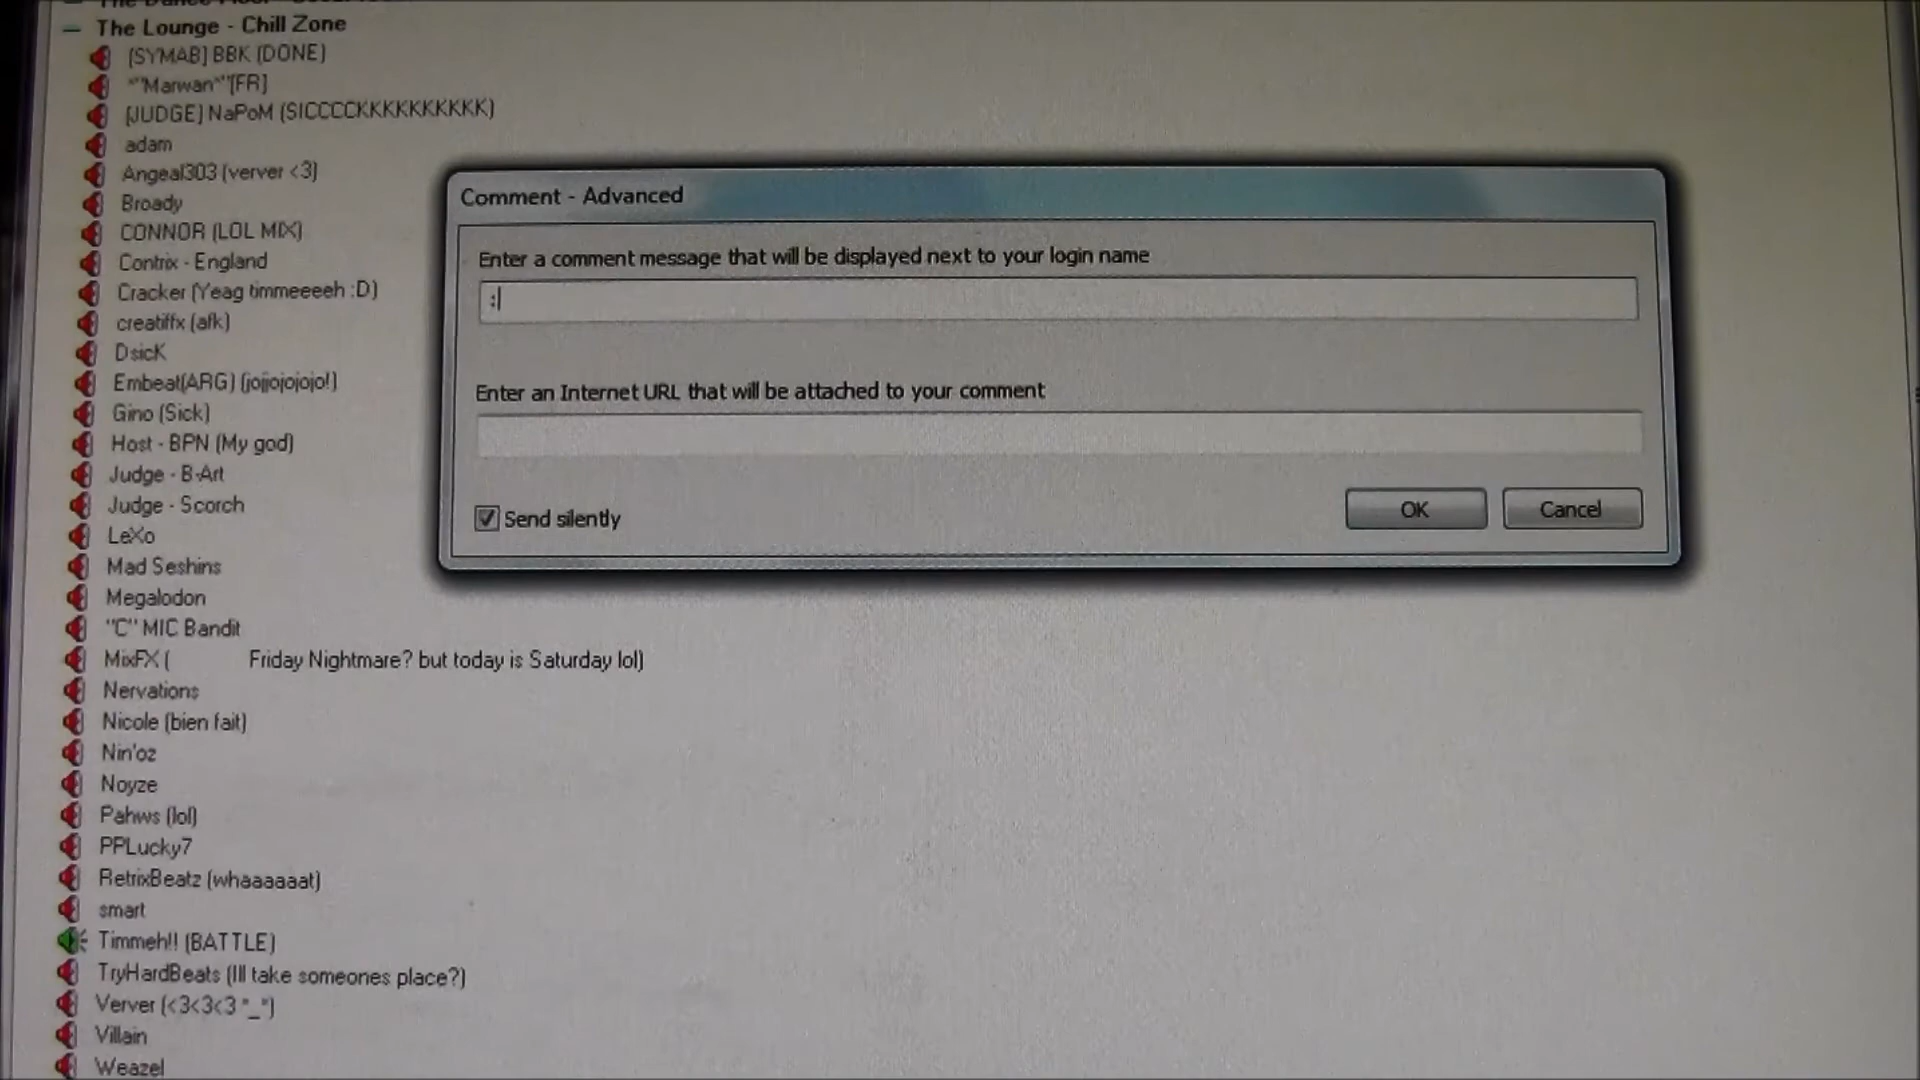 The Lounge - Chill Zone
[SYMAB] BBK (DONE)
*"Marwan*"[FR]
[JUDGE] NaPoM (SICCCCKKKKKKKKKK)
adam
Angeal303 (verver <3)
Broady
CONNOR (LOL MIX)
Contrix - England
Cracker (Yeag timmeeeeh :D)
creatiffx (afk)
DsicK
Embeat(ARG) (jojjojojojo!)
Gino (Sick)
Host - BPN (My god)
Judge - B-Art
Judge - Scorch
LeXo
Mad Seshins
Megalodon
"C" MIC Bandit
MixFX ( Friday Nightmare? but today is Saturday lol)
Nervations
Nicole (bien fait)
Nin'oz
Noyze
Pahws (lol)
PPLucky7
RetrixBeatz (whaaaaaat)
smart
Timmeh!! (BATTLE)
TryHardBeats (Ill take someones place?)
Verver (<3<3<3 "_")
Villain
Weazel
Comment - Advanced
Enter a comment message that will be displayed next to your login name
:
Enter an Internet URL that will be attached to your comment
Send silently
OK
Cancel